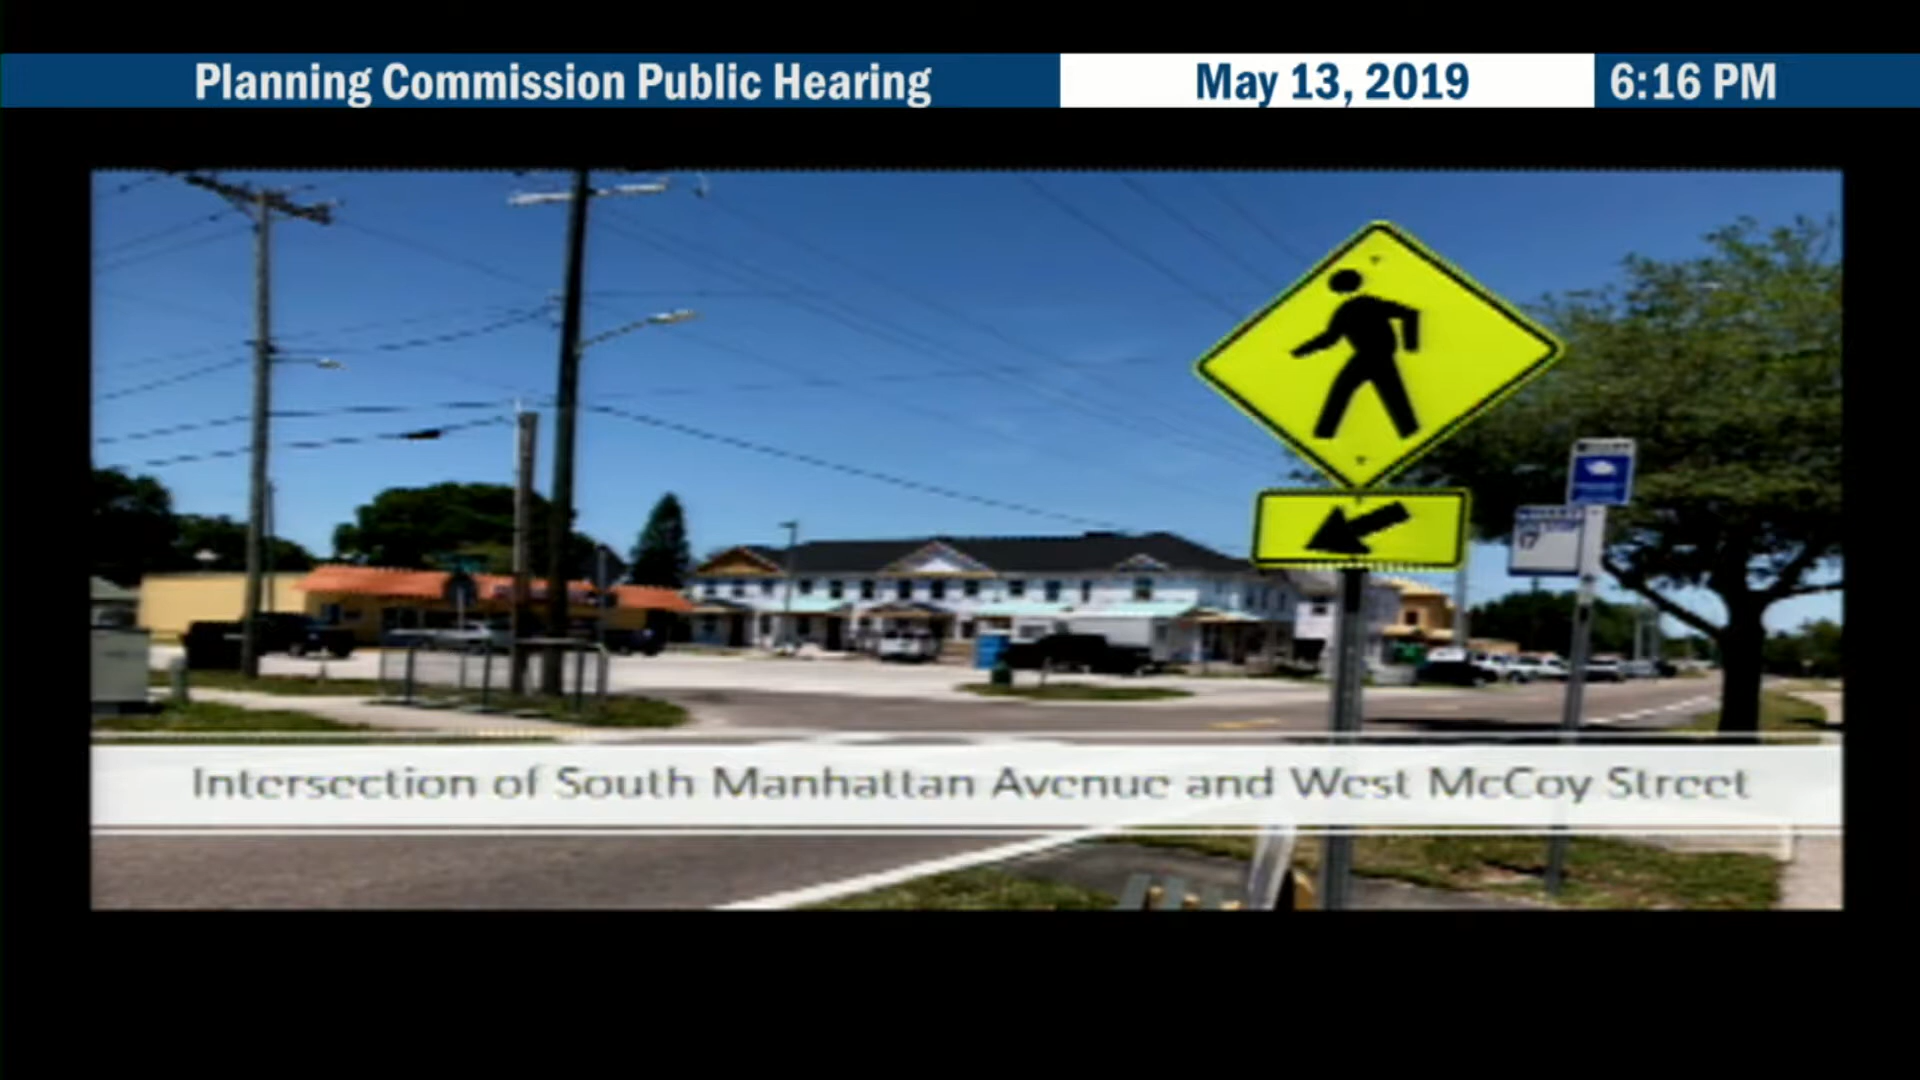 Planning Commission Public Hearing
May 13, 2019
6:16 PM
17
Intersection of South Manhattan Avenue and West McCoy Street